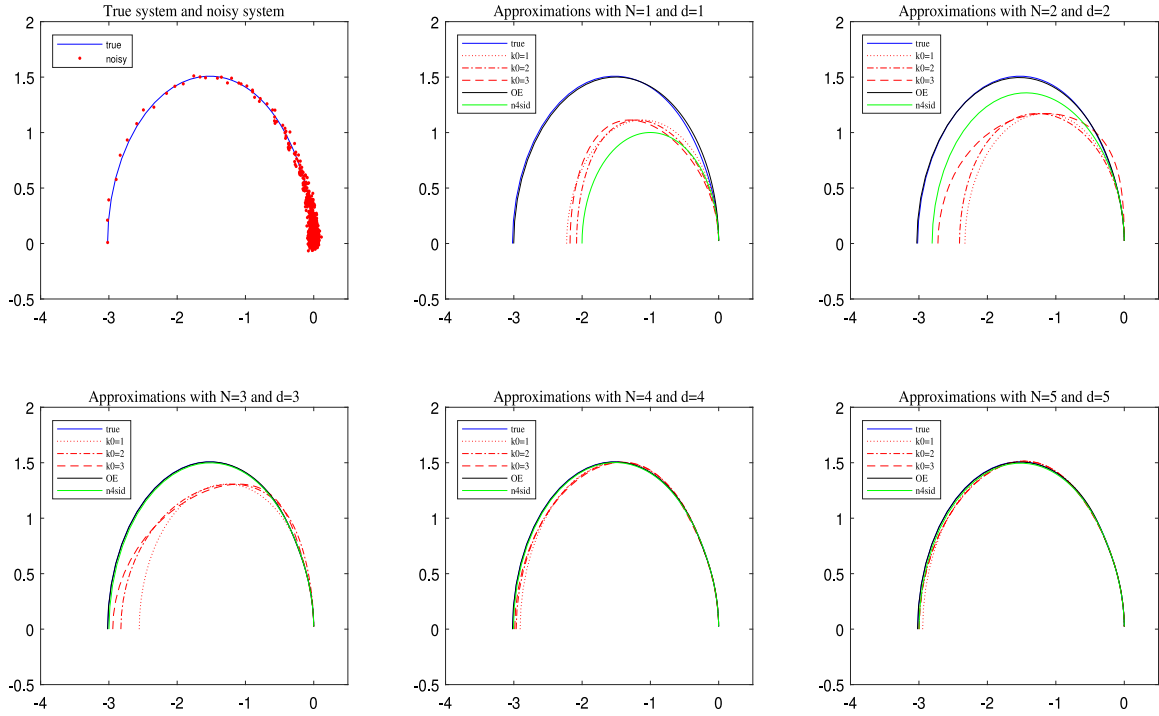 True system and noisy system
2
1.5
1
0.5
0
-0.5
-4
-3
-2
-1
0
true
noisy
Approximations with N=1 and d=1
2
1.5
1
0.5
0
-0.5
-4
-3
-2
-1
0
true
k0=1
k0=2
k0=3
OE
n4sid
Approximations with N=2 and d=2
2
1.5
1
0.5
0
-0.5
-4
-3
-2
-1
0
true
k0=1
k0=2
k0=3
OE
n4sid
Approximations with N=3 and d=3
2
1.5
1
0.5
0
-0.5
-4
-3
-2
-1
0
true
k0=1
k0=2
k0=3
OE
n4sid
Approximations with N=4 and d=4
2
1.5
1
0.5
0
-0.5
-4
-3
-2
-1
0
true
k0=1
k0=2
k0=3
OE
n4sid
Approximations with N=5 and d=5
2
1.5
1
0.5
0
-0.5
-4
-3
-2
-1
0
true
k0=1
k0=2
k0=3
OE
n4sid